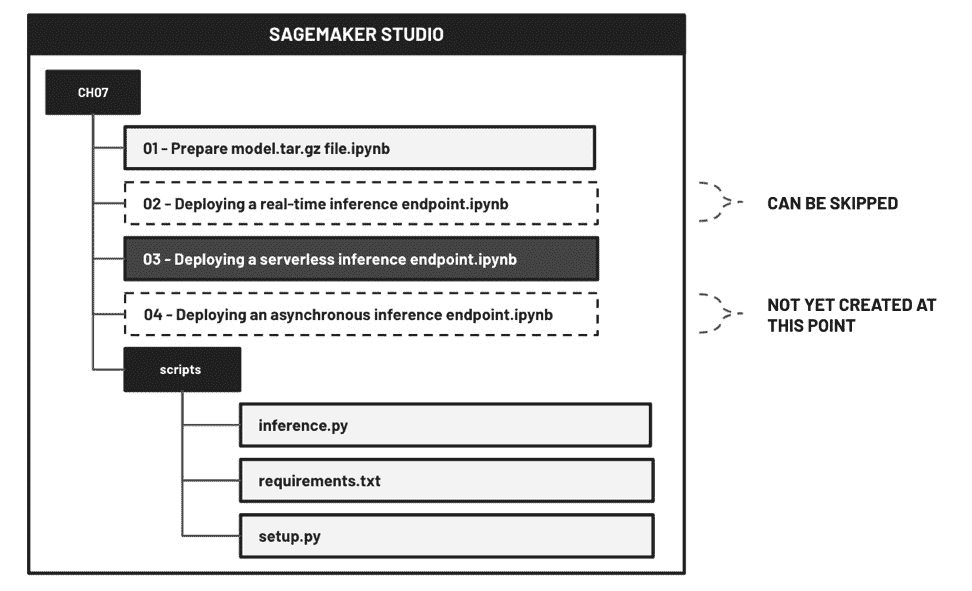 SAGEMAKER STUDIO
CH07
01 - Prepare model.tar.gz file.ipynb
02 - Deploying a real-time inference endpoint.ipynb
CAN BE SKIPPED
03 - Deploying a serverless inference endpoint.ipynb
04 - Deploying an asynchronous inference endpoint.ipynb
NOT YET CREATED AT
THIS POINT
scripts
inference.py
requirements.txt
setup.py